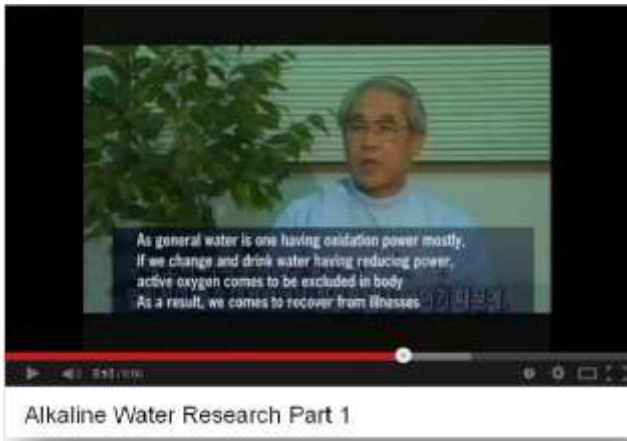 As general water is one having oxidation power mostly.
If we change and drink water having reducing power,
active oxygen comes to be excluded in body
As a result, we comes to recover from illnesses
Alkaline Water Research Part 1